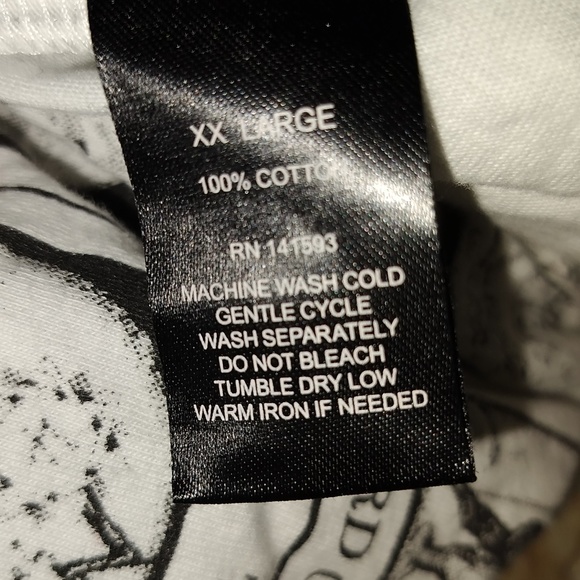 XX LARGE
100% COTTON
RN 141593
MACHINE WASH COLD
GENTLE CYCLE
WASH SEPARATELY
DO NOT BLEACH
TUMBLE DRY LOW
WARM IRON IF NEEDED